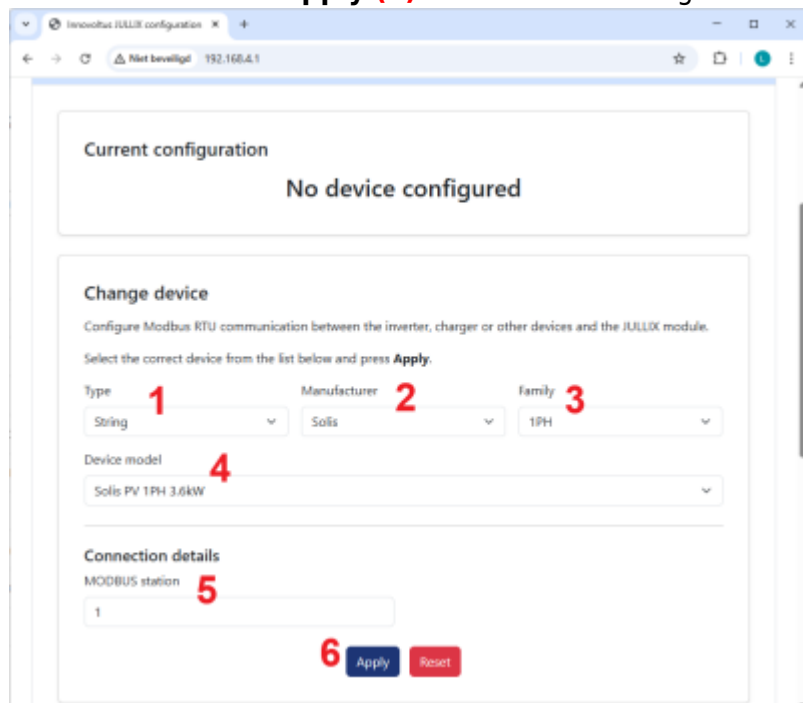 Apply
Innovoltus JULLIX configuration
Niet beveiligd 192.168.4.1
L
Current configuration
No device configured
Change device
Configure Modbus RTU communication between the inverter, charger or other devices and the JULLIX module.
Select the correct device from the list below and press Apply.
Type 1 Manufacturer 2 Family 3
String Solis 1PH
Device model 4
Solis PV 1PH 3.6kW
Connection details
MODBUS station 5
1
6 Apply Reset